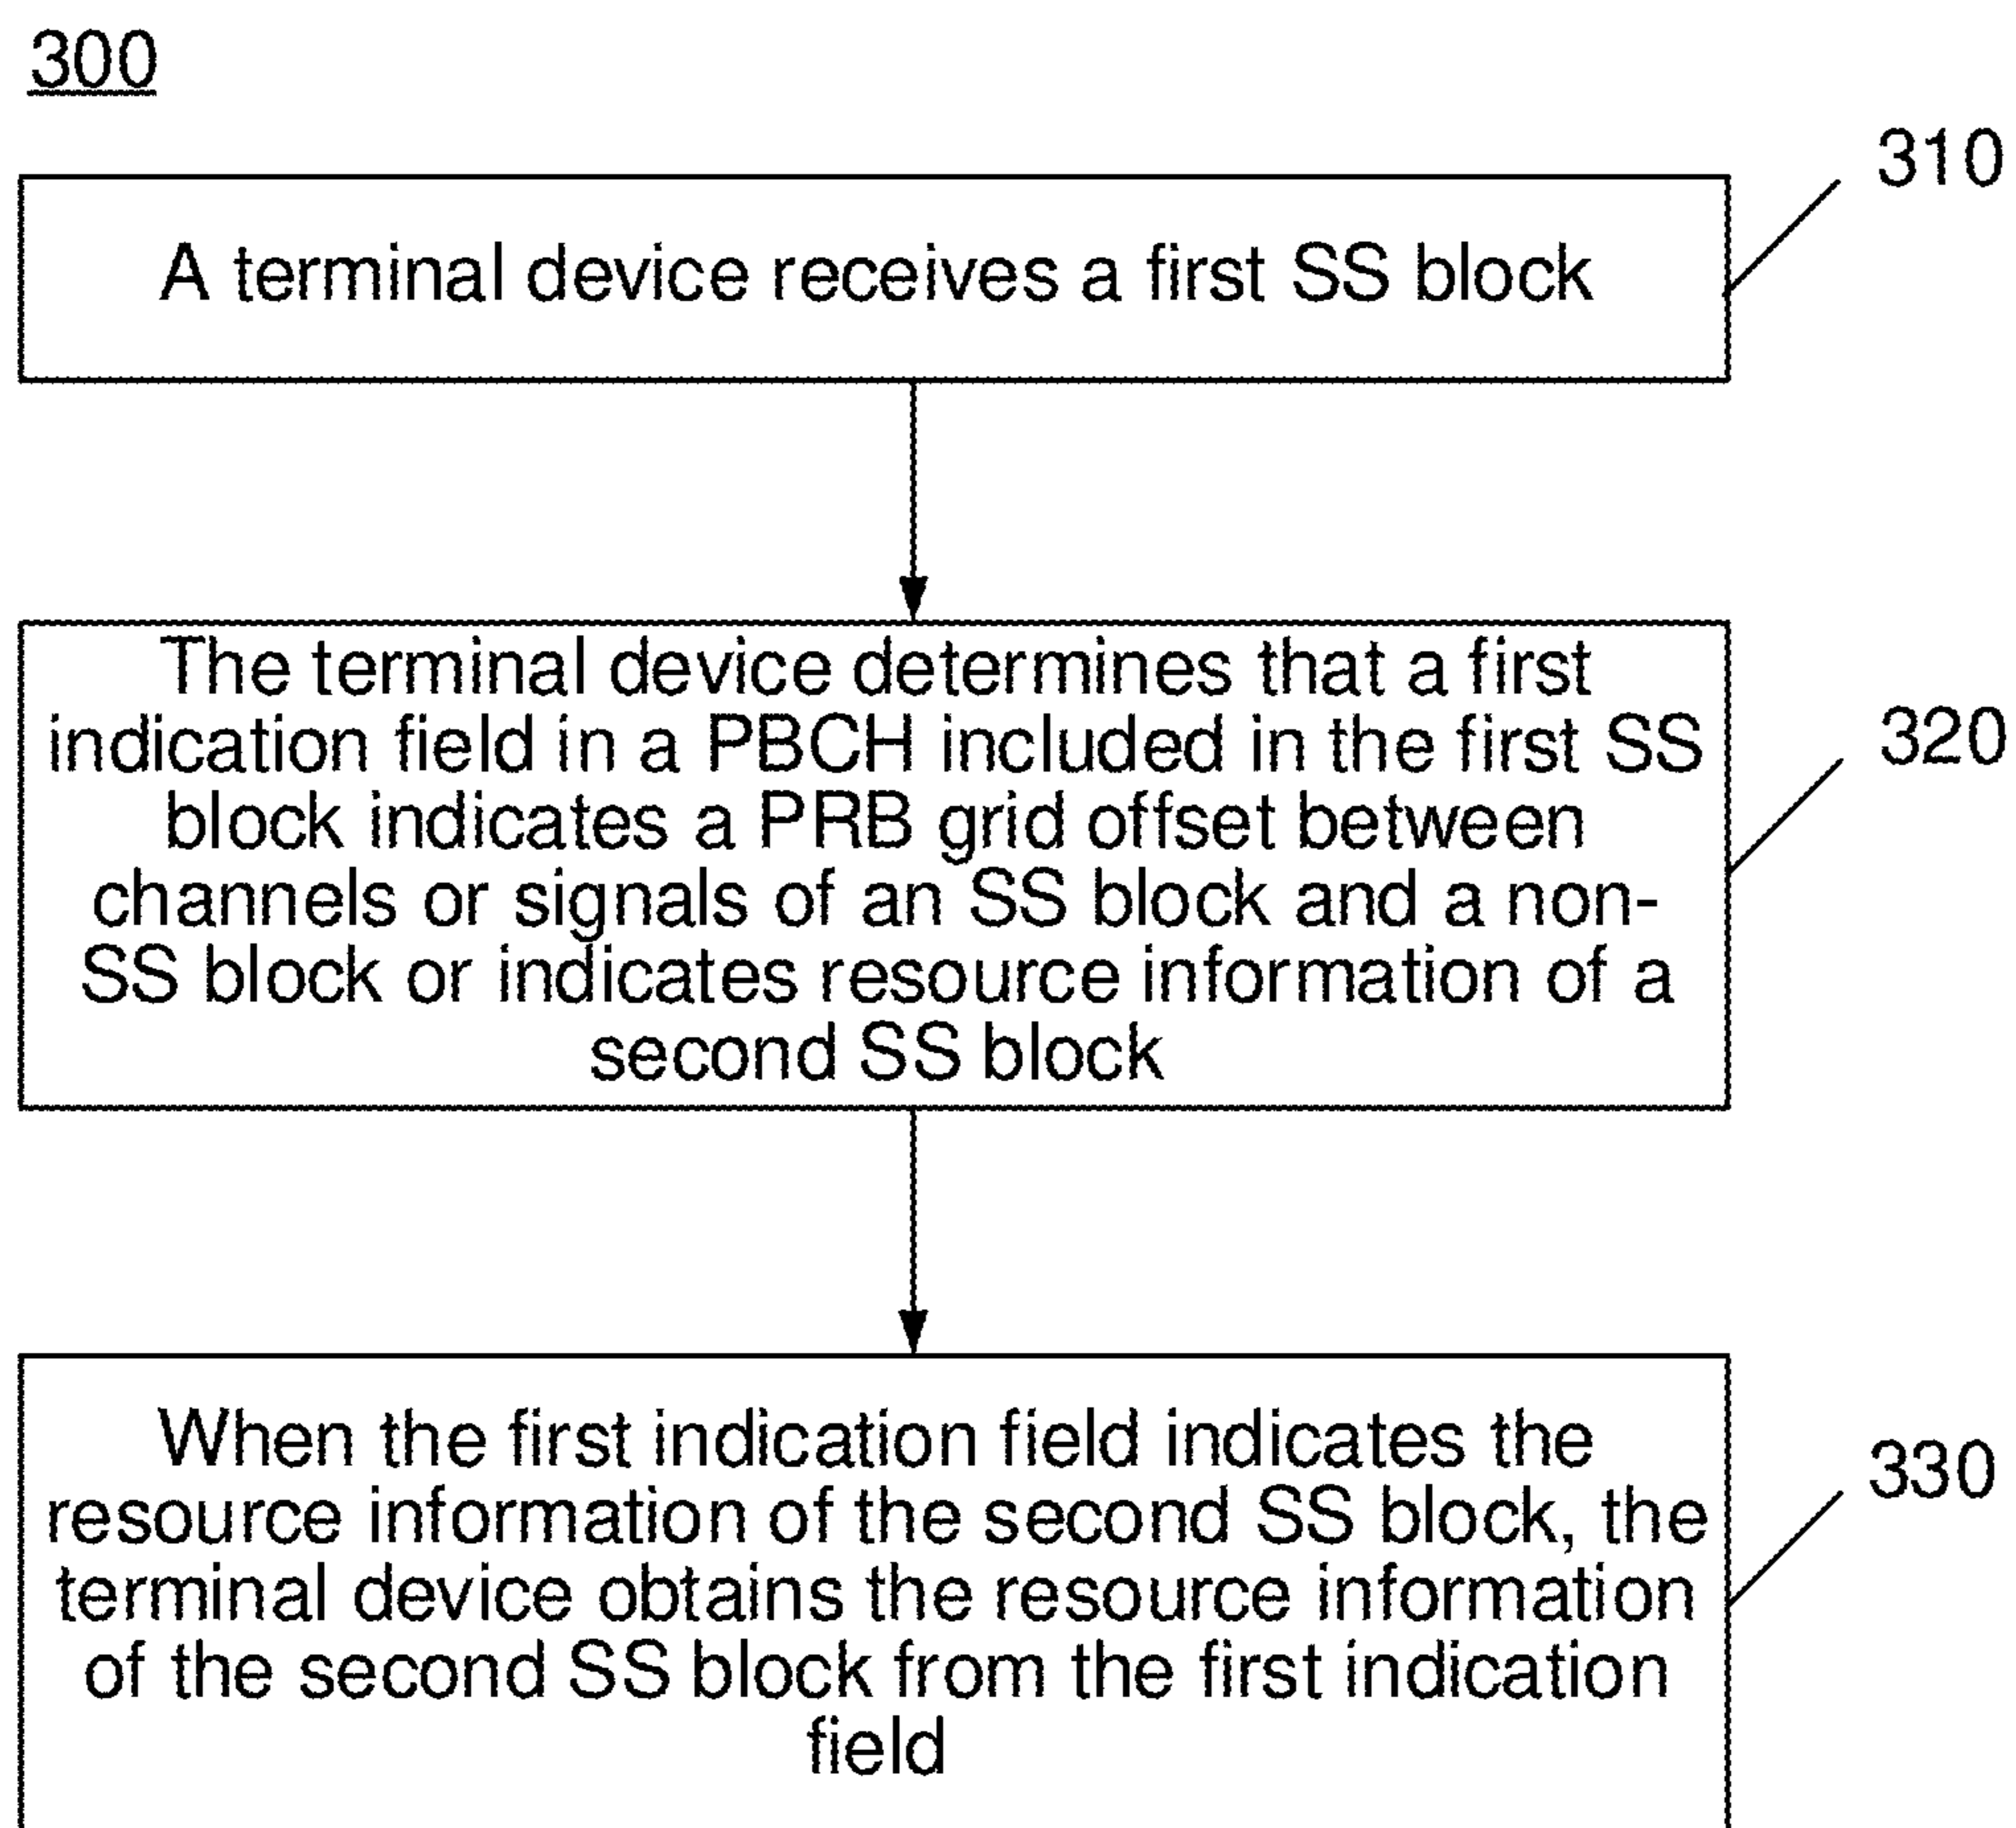 300
310
A terminal device receives a first SS block
The terminal device determines that a first
indication field in a PBCH included in the first SS
block indicates a PRB grid offset between
channels or signals of an SS block and a non-
SS block or indicates resource information of a
second SS block
320
When the first indication field indicates the
resource information of the second SS block, the
terminal device obtains the resource information
of the second SS block from the first indication
field
330